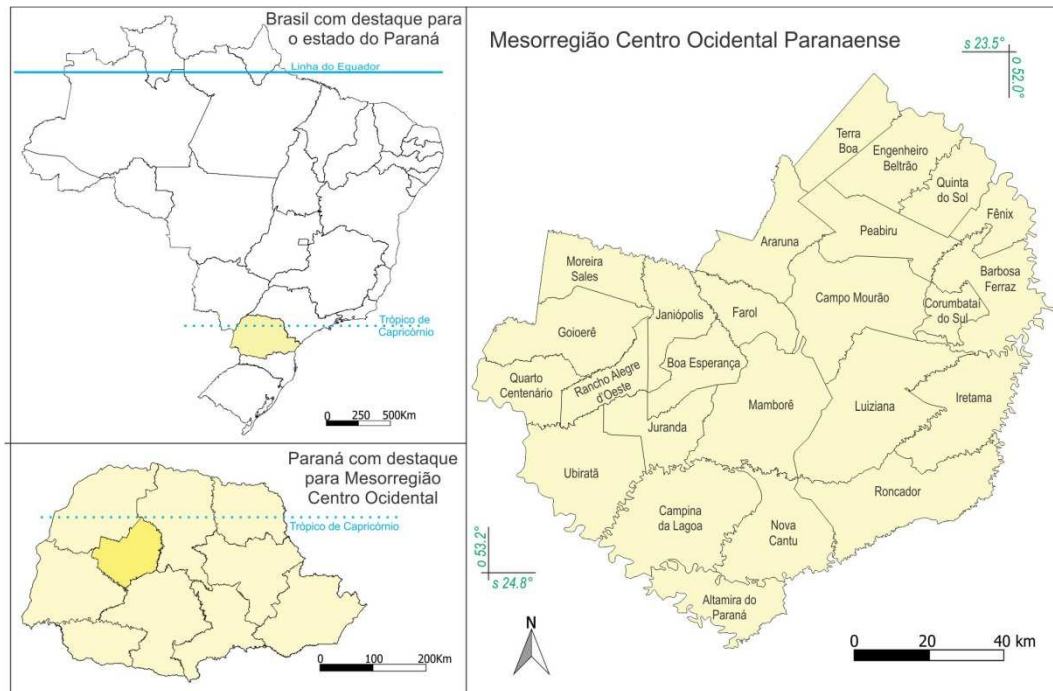 Brasil com destaque para
o estado do Paraná
Linha do Equador
Trópico de
Capricórnio
0 250 500Km
Paraná com destaque
para Mesorregião
Centro Ocidental
Trópico de Capricórnio
0 100 200Km
Mesorregião Centro Ocidental Paranaense
s 23.5°
o 52.0°
Terra
Boa
Engenheiro
Beltrão
Quinta
do Sol
Fênix
Peabiru
Araruna
Barbosa
Ferraz
Moreira
Sales
Campo Mourão
Corumbataí
do Sul
Janiópolis
Farol
Goioerê
Boa Esperança
Quarto
Centenário
Rancho Alegre
d'Oeste
Mamborê
Luiziana
Iretama
Juranda
Ubiratã
Roncador
Campina
da Lagoa
Nova
Cantu
Altamira do
Paraná
o 53.2°
s 24.8°
N
0 20 40 km